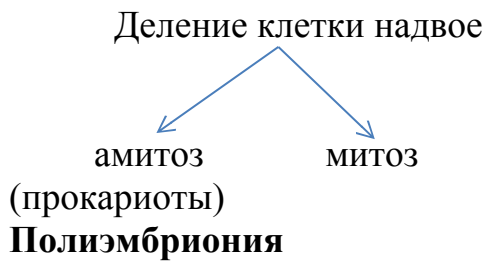 Деление клетки надвое
амитоз митоз
(прокариоты)
Полиэмбриония